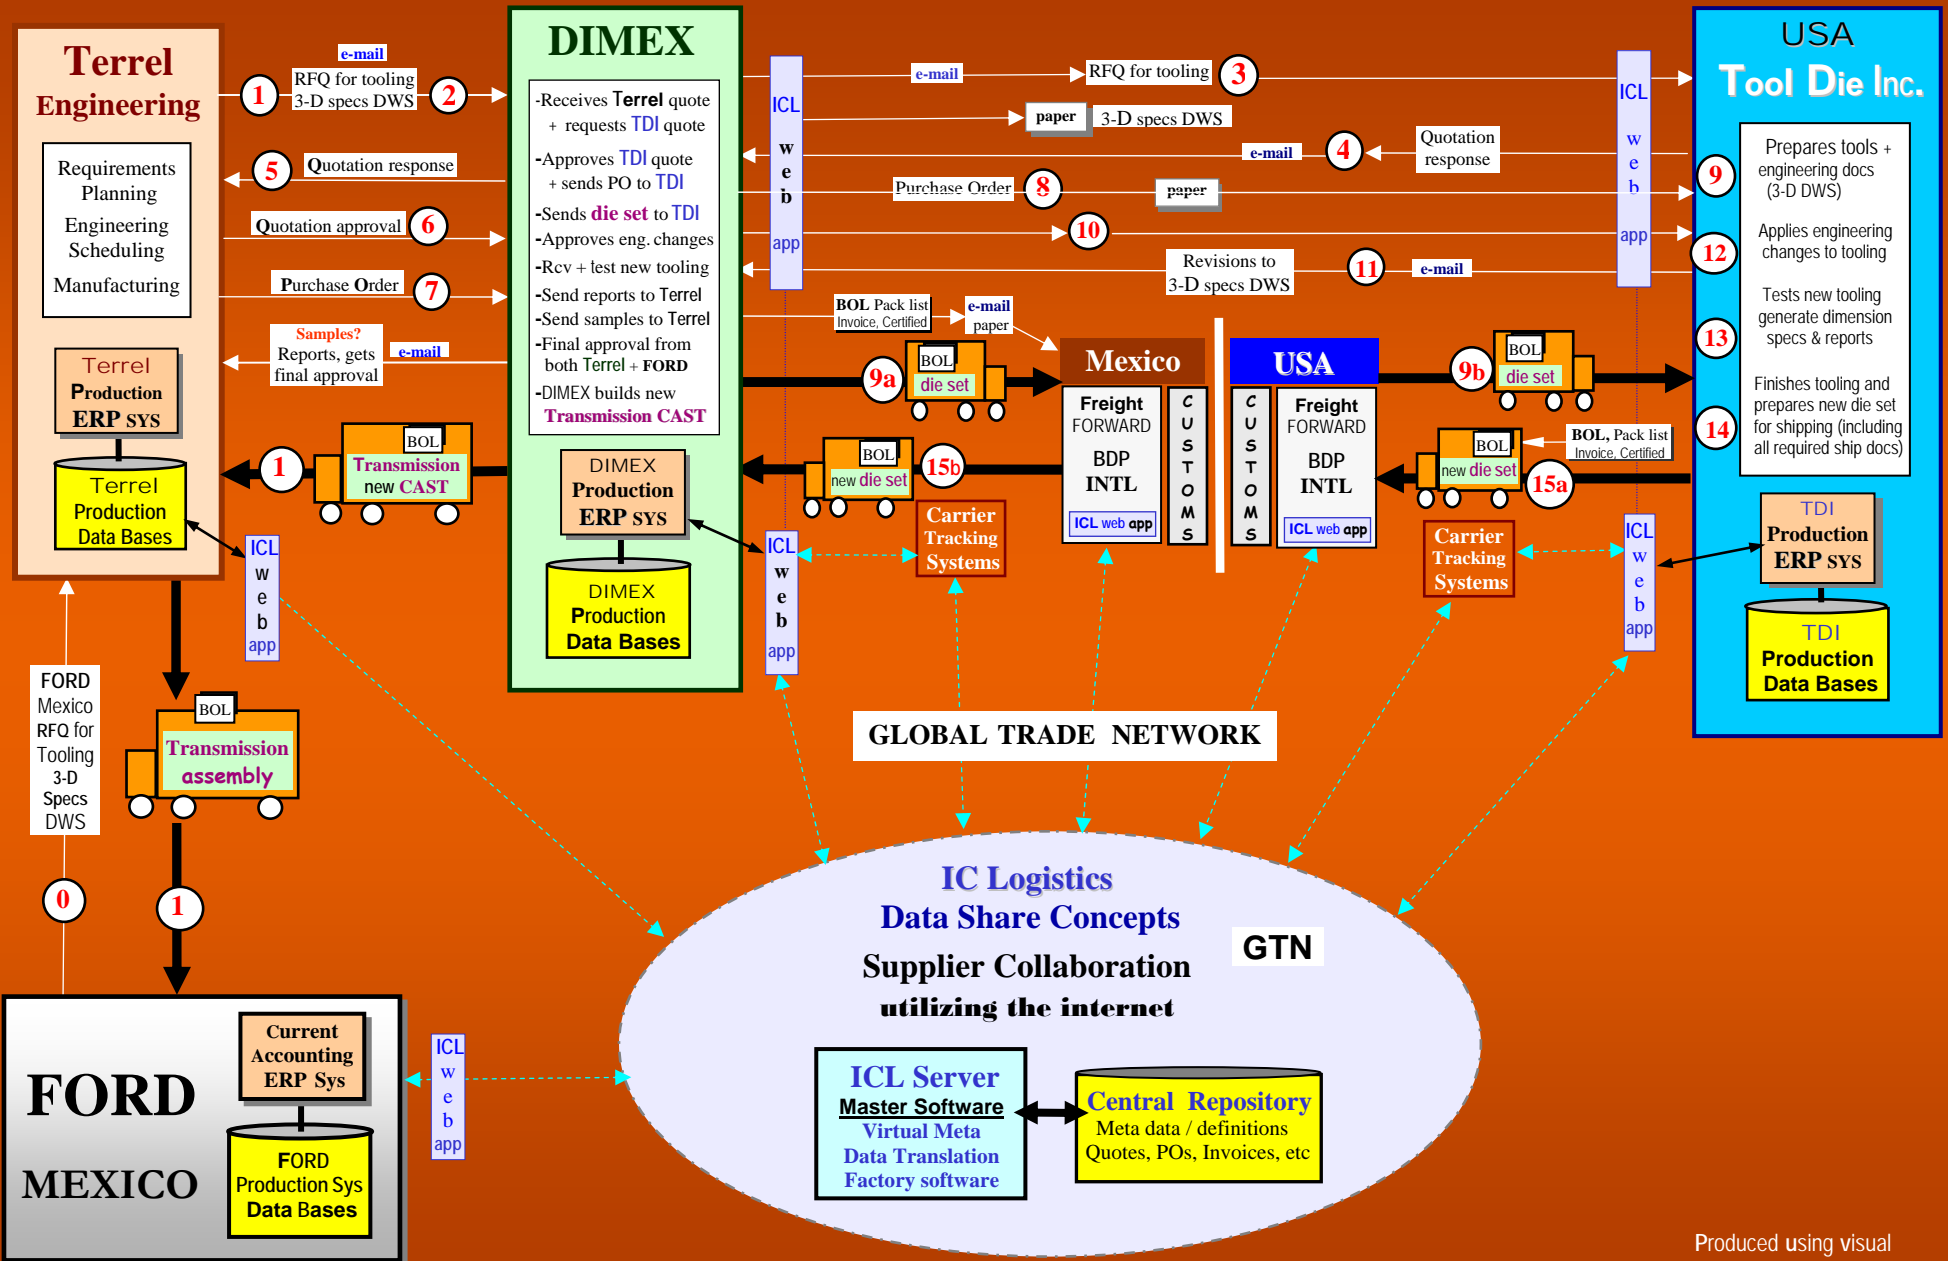 Terrel
Engineering
Requirements
Planning
Engineering
Scheduling
Manufacturing
Terrel
Production
ERP SYS
Terrel
Production
Data Bases
ICL
w
e
b
app
1
e-mail
RFQ for tooling
3-D specs DWS
2
5
Quotation response
Quotation approval
6
Purchase Order
7
Samples?
Reports, gets
final approval
e-mail
1
BOL
Transmission
new CAST
DIMEX
-Receives Terrel quote
+ requests TDI quote
-Approves TDI quote
+ sends PO to TDI
-Sends die set to TDI
-Approves eng. changes
-Rcv + test new tooling
-Send reports to Terrel
-Send samples to Terrel
-Final approval from
both Terrel + FORD
-DIMEX builds new
Transmission CAST
DIMEX
Production
ERP SYS
DIMEX
Production
Data Bases
ICL
w
e
b
app
ICL
w
e
b
app
e-mail
RFQ for tooling
3
paper
3-D specs DWS
e-mail
4
Quotation
response
Purchase Order
8
paper
10
Revisions to
3-D specs DWS
11
e-mail
BOL Pack list
Invoice, Certified
e-mail
paper
9a
BOL
die set
BOL
new die set
15b
Carrier
Tracking
Systems
Mexico
Freight
FORWARD
BDP
INTL
ICL web app
C
U
S
T
O
M
S
USA
C
U
S
T
O
M
S
Freight
FORWARD
BDP
INTL
ICL web app
9b
BOL
die set
BOL
new die set
15a
BOL, Pack list
Invoice, Certified
Carrier
Tracking
Systems
ICL
w
e
b
app
ICL
w
e
b
app
USA
Tool Die Inc.
9
Prepares tools +
engineering docs
(3-D DWS)
12
Applies engineering
changes to tooling
13
Tests new tooling
generate dimension
specs & reports
14
Finishes tooling and
prepares new die set
for shipping (including
all required ship docs)
TDI
Production
ERP SYS
TDI
Production
Data Bases
FORD
Mexico
RFQ for
Tooling
3-D
Specs
DWS
0
BOL
Transmission
assembly
1
GLOBAL TRADE NETWORK
IC Logistics
Data Share Concepts
Supplier Collaboration
utilizing the internet
GTN
ICL Server
Master Software
Virtual Meta
Data Translation
Factory software
Central Repository
Meta data / definitions
Quotes, POs, Invoices, etc
FORD
MEXICO
Current
Accounting
ERP Sys
FORD
Production Sys
Data Bases
ICL
w
e
b
app
Produced using visual